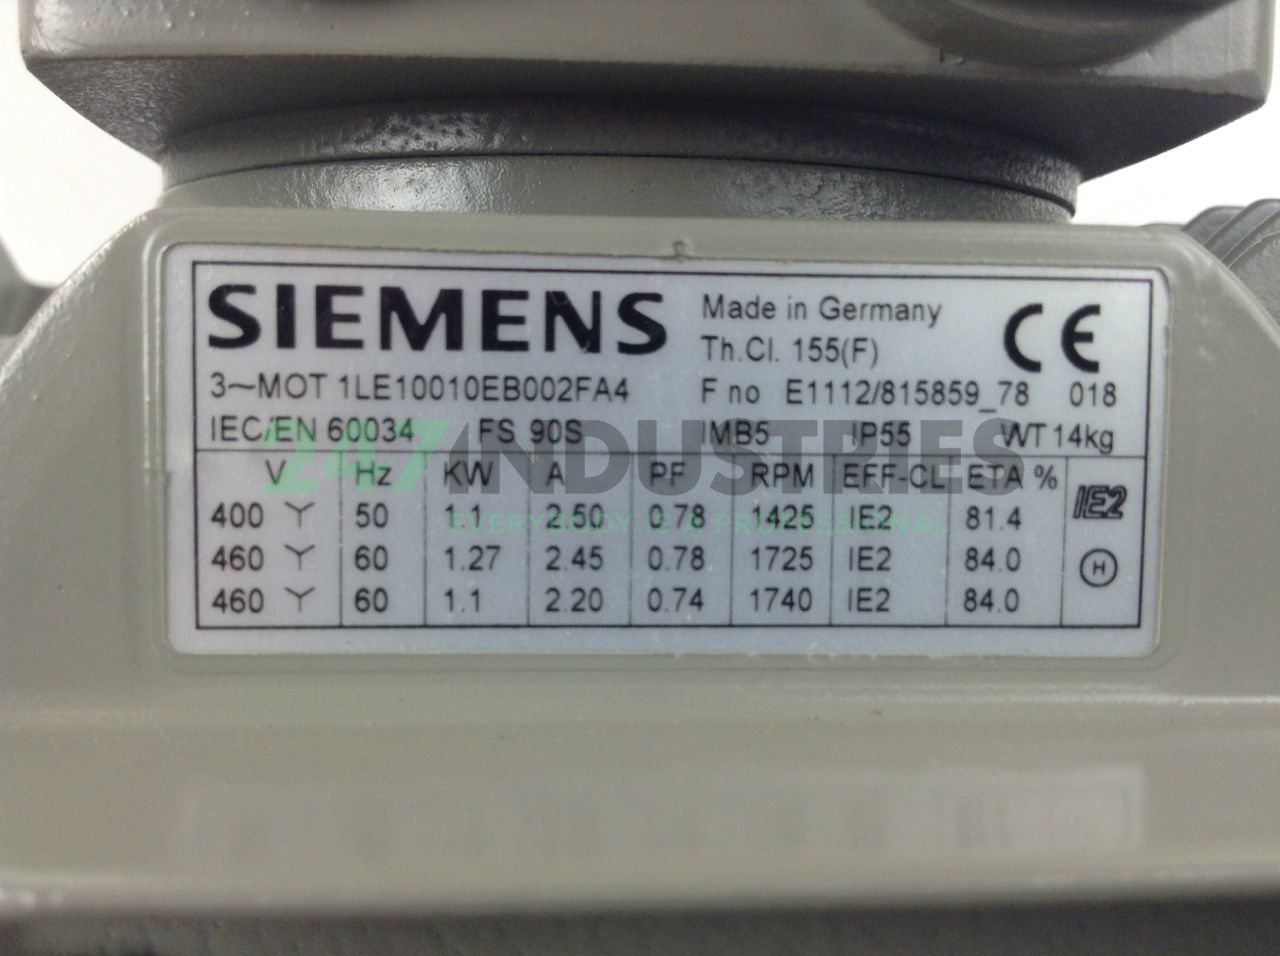 SIEMENS
Made in Germany
Th.Cl. 155(F)
CE
3~MOT 1LE10010EB002FA4 F no E1112/815859_78 018
IEC/EN 60034 FS 90S IMB5 IP55 WT 14kg
V Hz KW A PF RPM EFF-CL ETA %
400 Y 50 1.1 2.50 0.78 1425 IE2 81.4
460 Y 60 1.27 2.45 0.78 1725 IE2 84.0
460 Y 60 1.1 2.20 0.74 1740 IE2 84.0
IE2
H
247INDUSTRIES
EVERYBODY IS A PROFESSIONAL